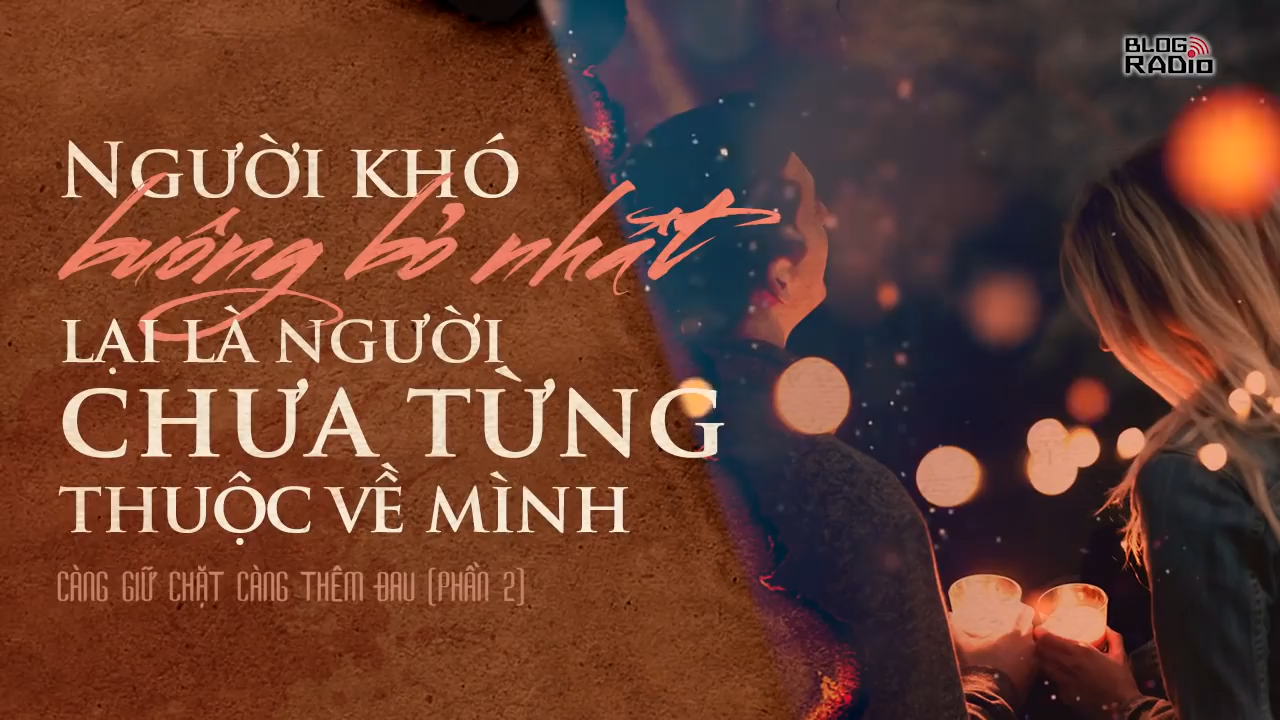 BLOG
RADIO
NGƯỜI KHÓ
buông bỏ nhất
LẠI LÀ NGƯỜI
CHƯA TỪNG
THUỘC VỀ MÌNH
CÀNG GIỮ CHẶT CÀNG THÊM ĐAU (PHẦN 2)